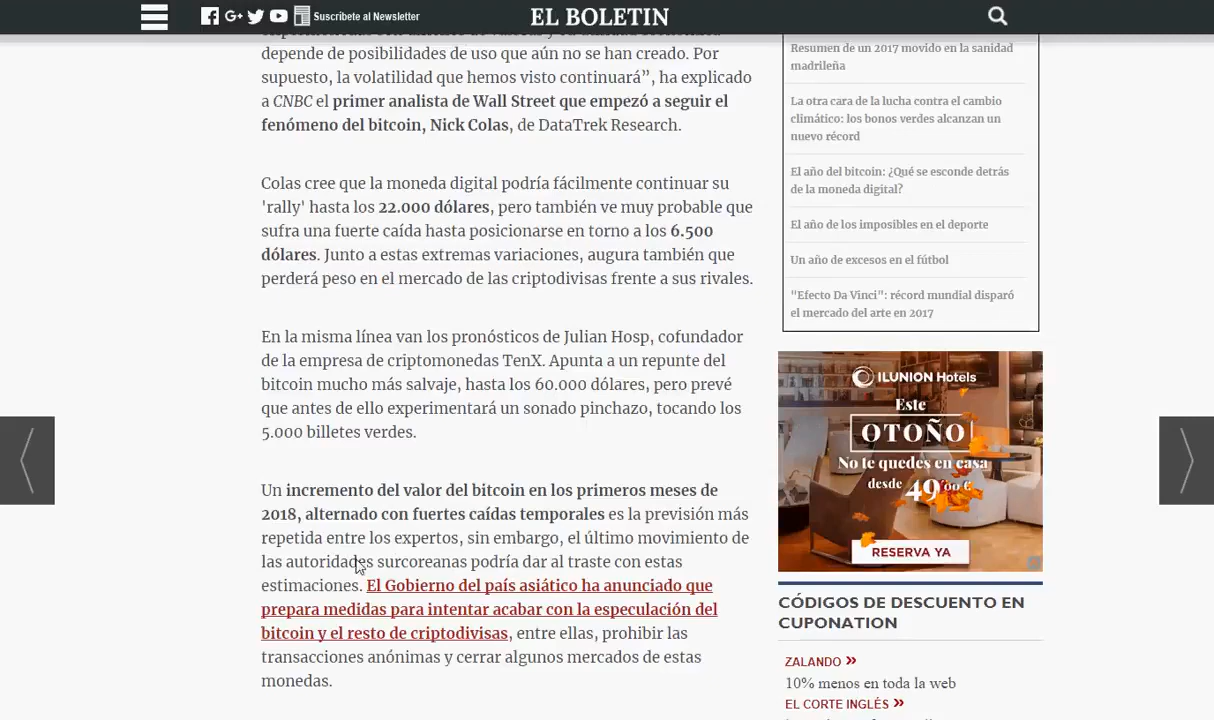 Suscríbete al Newsletter
EL BOLETIN
depende de posibilidades de uso que aún no se han creado. Por
supuesto, la volatilidad que hemos visto continuará”, ha explicado
a CNBC el primer analista de Wall Street que empezó a seguir el
fenómeno del bitcoin, Nick Colas, de DataTrek Research.
Colas cree que la moneda digital podría fácilmente continuar su
'rally' hasta los 22.000 dólares, pero también ve muy probable que
sufra una fuerte caída hasta posicionarse en torno a los 6.500
dólares. Junto a estas extremas variaciones, augura también que
perderá peso en el mercado de las criptodivisas frente a sus rivales.
En la misma línea van los pronósticos de Julian Hosp, cofundador
de la empresa de criptomonedas TenX. Apunta a un repunte del
bitcoin mucho más salvaje, hasta los 60.000 dólares, pero prevé
que antes de ello experimentará un sonado pinchazo, tocando los
5.000 billetes verdes.
Un incremento del valor del bitcoin en los primeros meses de
2018, alternado con fuertes caídas temporales es la previsión más
repetida entre los expertos, sin embargo, el último movimiento de
las autoridades surcoreanas podría dar al traste con estas
estimaciones. El Gobierno del país asiático ha anunciado que
prepara medidas para intentar acabar con la especulación del
bitcoin y el resto de criptodivisas, entre ellas, prohibir las
transacciones anónimas y cerrar algunos mercados de estas
monedas.
Resumen de un 2017 movido en la sanidad
madrileña
La otra cara de la lucha contra el cambio
climático: los bonos verdes alcanzan un
nuevo récord
El año del bitcoin: ¿Qué se esconde detrás
de la moneda digital?
El año de los imposibles en el deporte
Un año de excesos en el fútbol
"Efecto Da Vinci": récord mundial disparó
el mercado del arte en 2017
ILUNION Hotels
Este
OTOÑO
No te quedes en casa
desde 49,00 €
RESERVA YA
CÓDIGOS DE DESCUENTO EN
CUPONATION
ZALANDO »
10% menos en toda la web
EL CORTE INGLÉS »